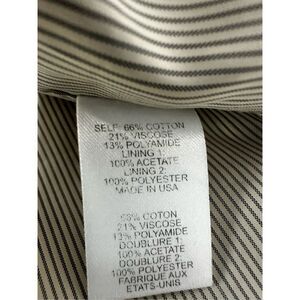 SELF: 66% COTTON
21% VISCOSE
13% POLYAMIDE
LINING 1:
100% ACETATE
LINING 2:
100% POLYESTER
MADE IN USA
66% COTON
21% VISCOSE
13% POLYAMIDE
DOUBLURE 1:
100% ACETATE
DOUBLURE 2:
100% POLYESTER
FABRIQUE AUX
ETATS-UNIS